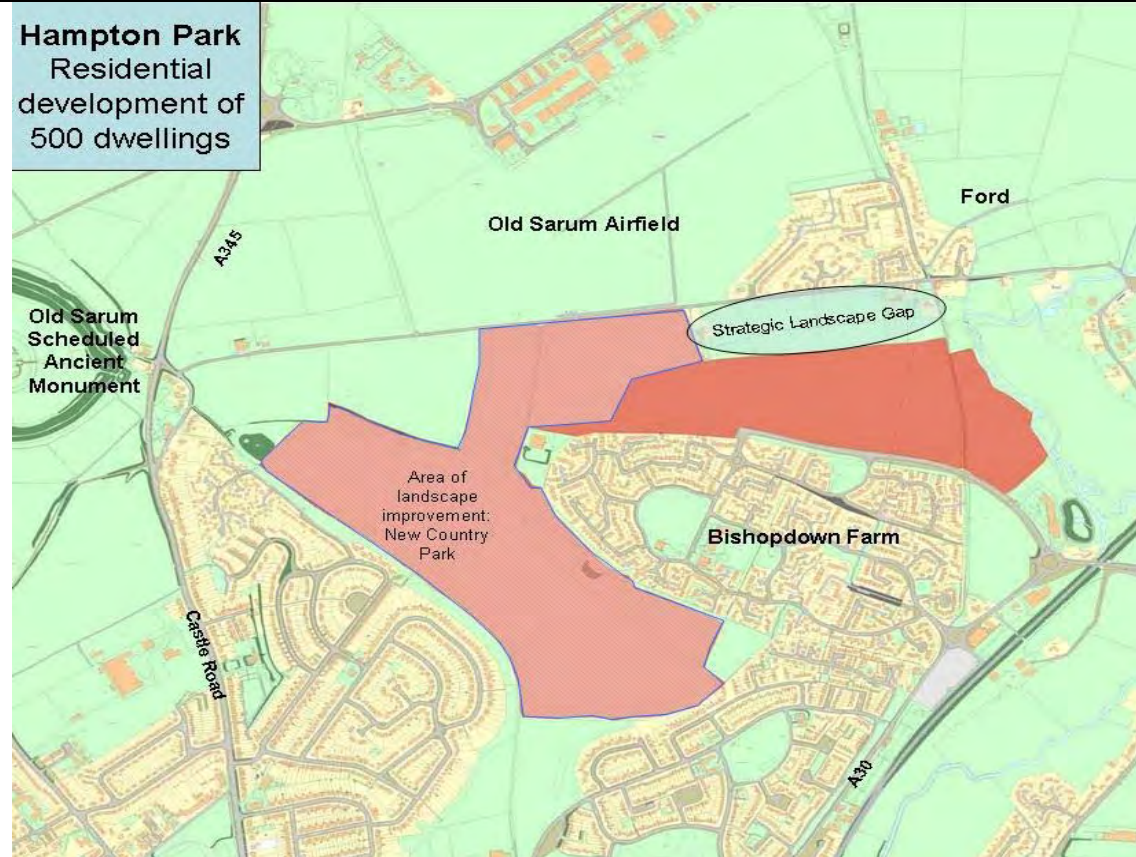 Hampton Park
Residential
development of
500 dwellings
A345
Old Sarum Airfield
Ford
Old Sarum
Scheduled
Ancient
Monument
Strategic Landscape Gap
Area of
landscape
improvement:
New Country
Park
Bishopdown Farm
Castle Road
A30